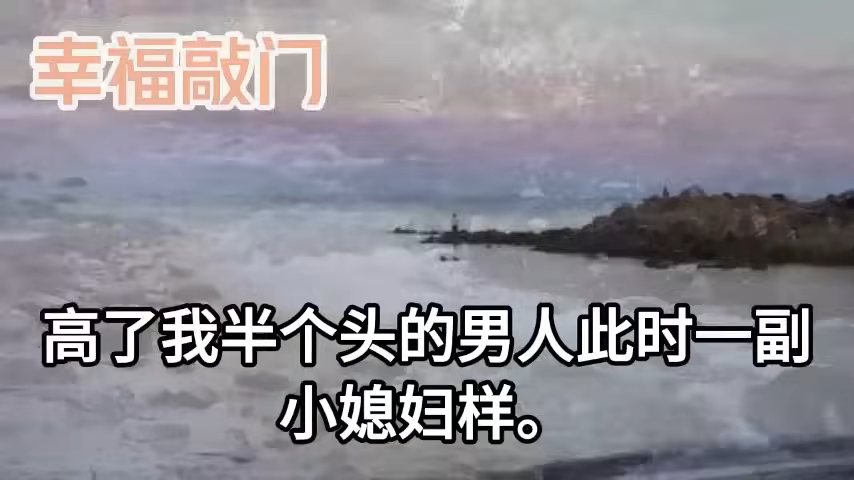 幸福敲门
高了我半个头的男人此时一副
小媳妇样。